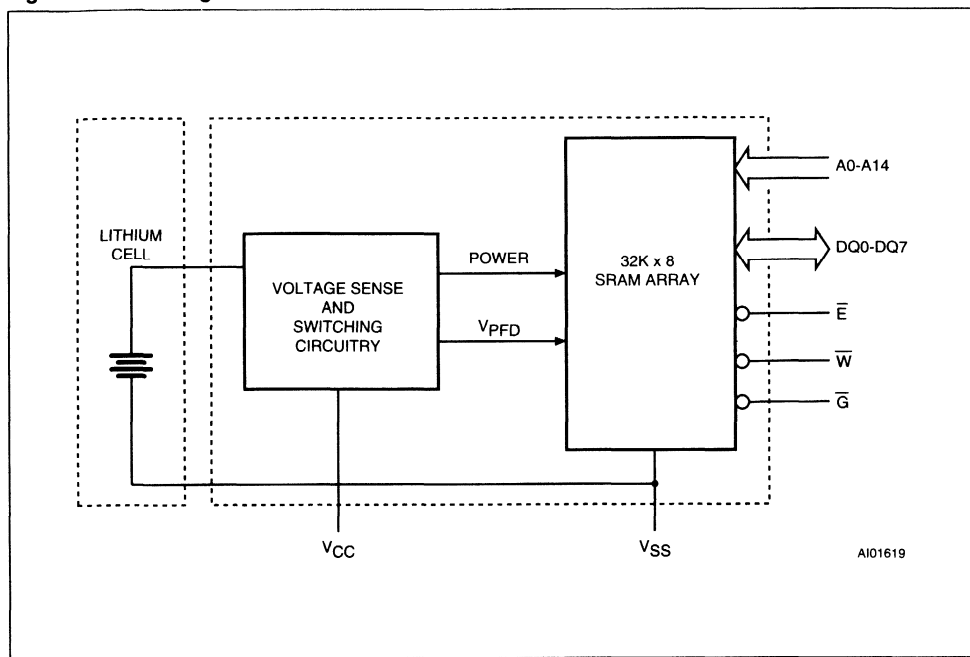 LITHIUM
CELL
VOLTAGE SENSE
AND
SWITCHING
CIRCUITRY
POWER
VPFD
32K x 8
SRAM ARRAY
A0-A14
DQ0-DQ7
E̅
W̅
G̅
VCC
VSS
AI01619